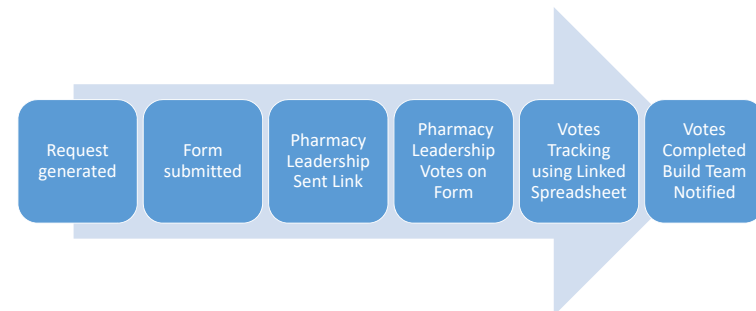 Request
generated
Form
submitted
Pharmacy
Leadership
Sent Link
Pharmacy
Leadership
Votes on
Form
Votes
Tracking
using Linked
Spreadsheet
Votes
Completed
Build Team
Notified